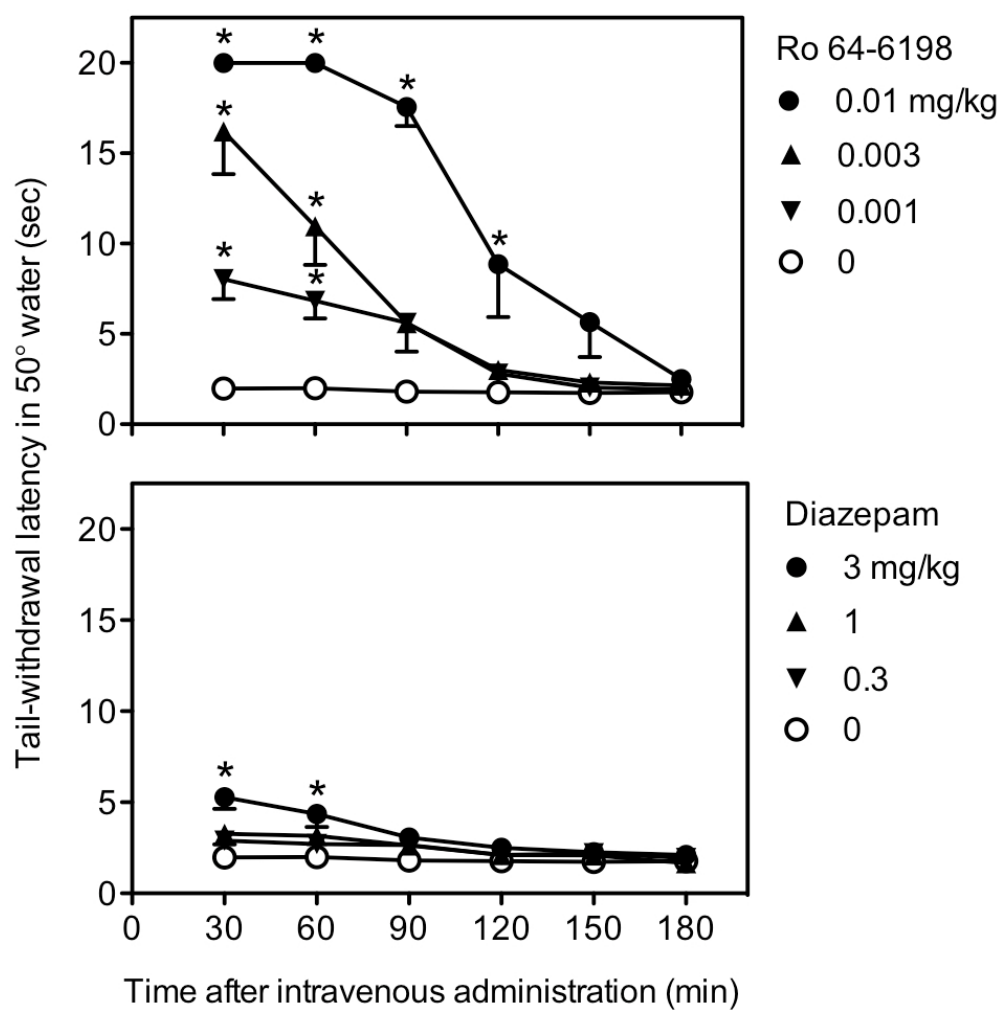 Tail-withdrawal latency in 50° water (sec)
20
15
10
5
0
* * * * * * * *
Ro 64-6198
0.01 mg/kg
0.003
0.001
0
20
15
10
5
0
* *
Diazepam
3 mg/kg
1
0.3
0
0 30 60 90 120 150 180
Time after intravenous administration (min)